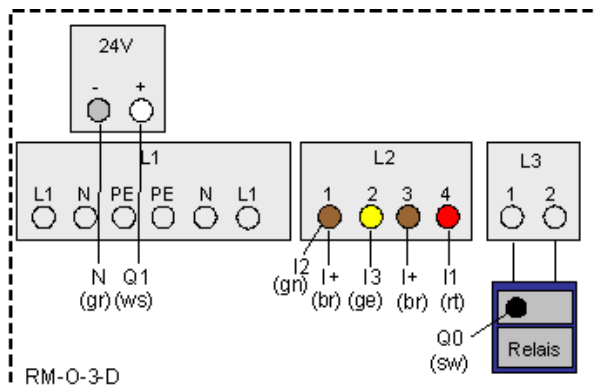 24V
- +
L1
L1 N PE PE N L1
L2
1 2 3 4
L3
1 2
N Q1
(gr) (ws)
I2
(gn)
I+ I3 I+ I1
(br) (ge) (br) (rt)
Q0
(sw)
Relais
RM-O-3-D